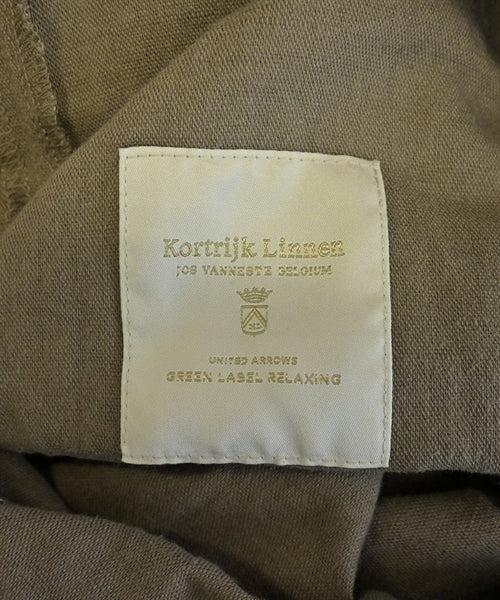 Kortrijk Linnen
JOS VANNESTE BELGIUM
UNITED ARROWS
GREEN LABEL RELAXING